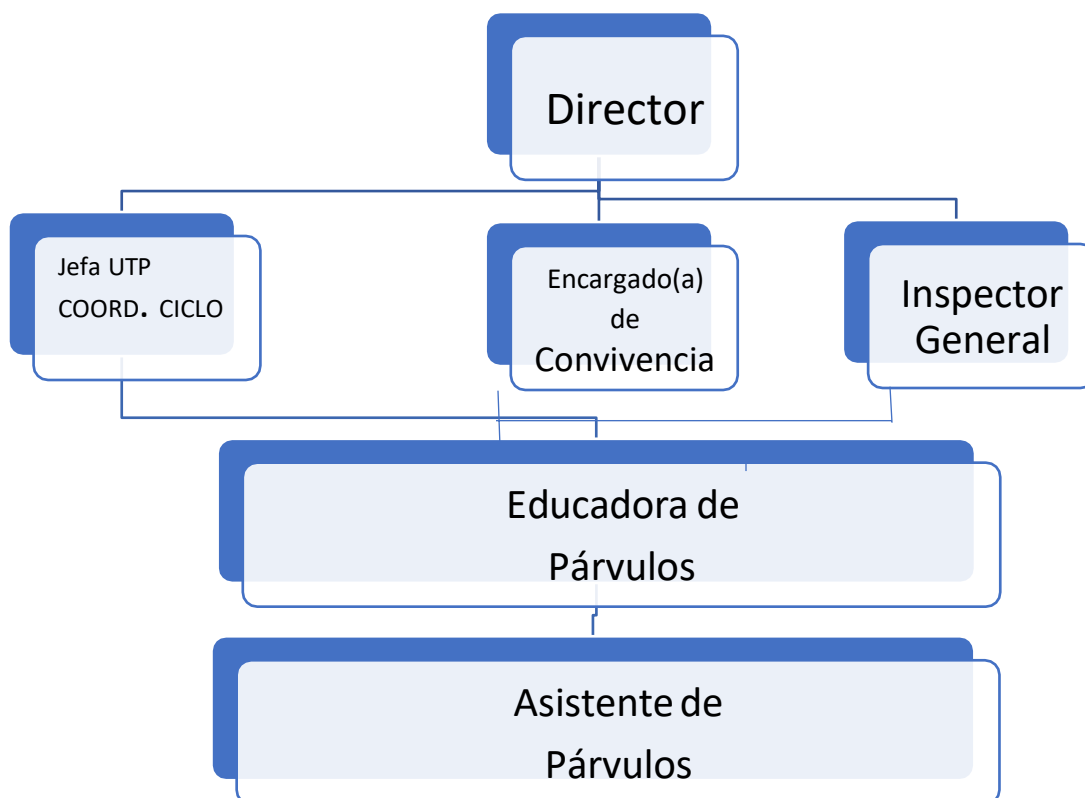 Director
Jefa UTP
COORD. CICLO
Encargado(a)
de
Convivencia
Inspector
General
Educadora de
Párvulos
Asistente de
Párvulos